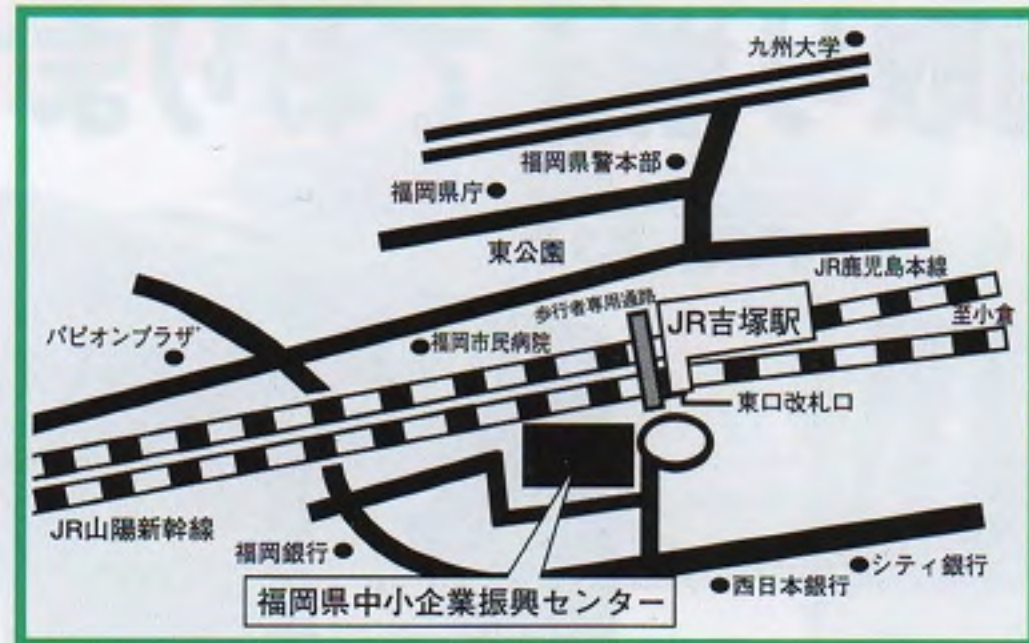 九州大学
福岡県警本部
福岡県庁
東公園
JR鹿児島本線
歩行者専用通路
JR吉塚駅
至小倉
パピオンプラザ
福岡市民病院
東口改札口
JR山陽新幹線
福岡銀行
シティ銀行
西日本銀行
福岡県中小企業振興センター